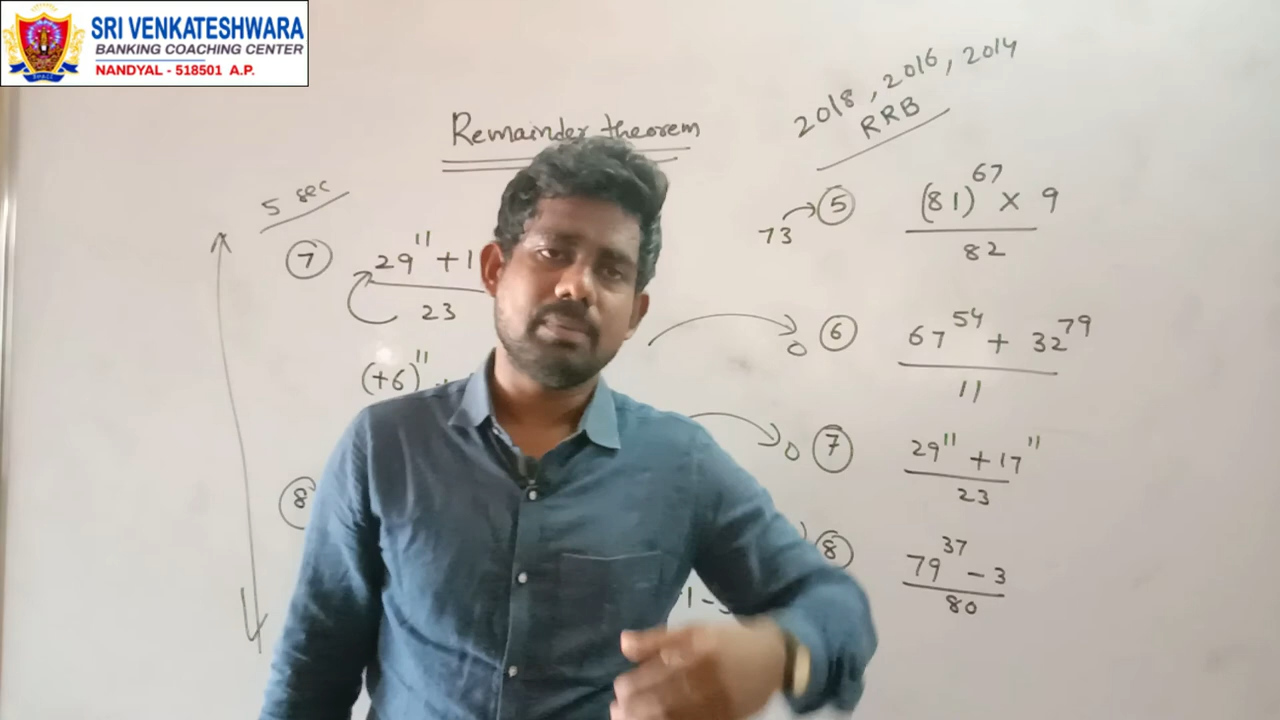 SRI VENKATESHWARA
BANKING COACHING CENTER
NANDYAL - 518501 A.P.
Remainder theorem
2018, 2016, 2014
RRB
5 sec
7 29^11 + 1
23
(+6)^11
8
73 → 5 (81)^67 × 9
82
0 6 67^54 + 32^79
11
0 7 29^11 + 17^11
23
8 79^37 - 3
80